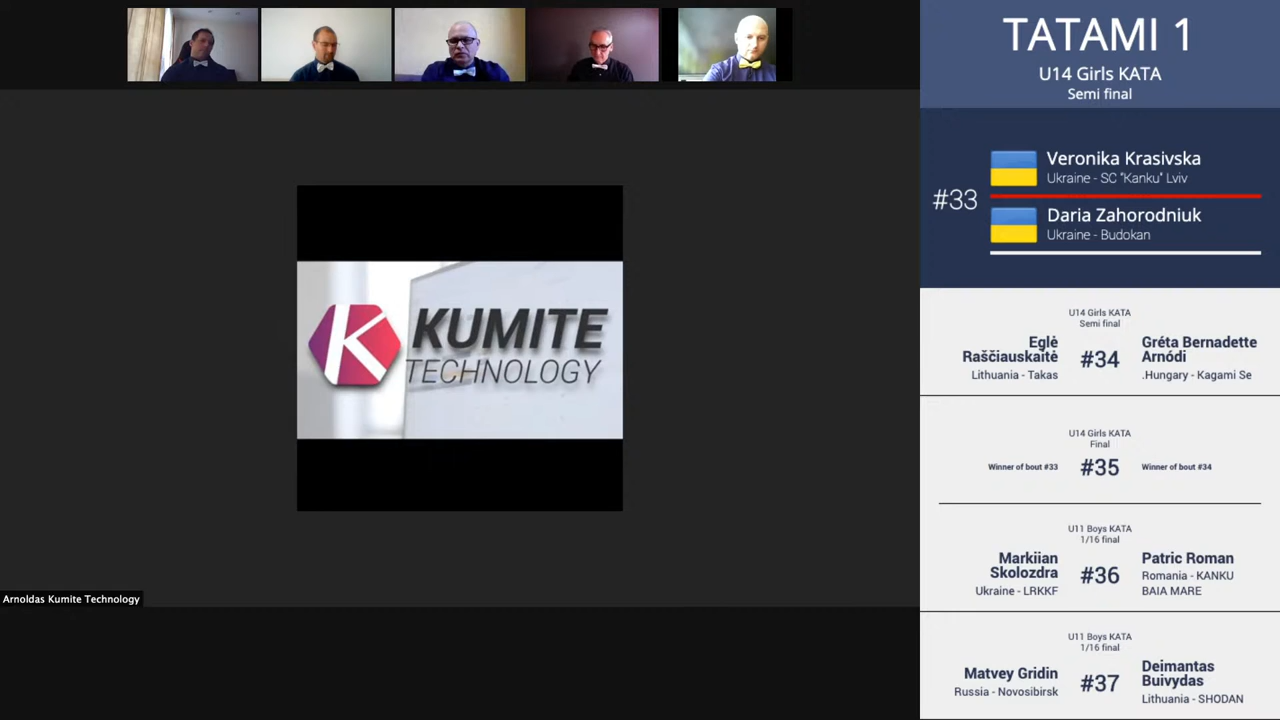 TATAMI 1
U14 Girls KATA
Semi final
#33
Veronika Krasivska
Ukraine - SC "Kanku" Lviv
Daria Zahorodniuk
Ukraine - Budokan
U14 Girls KATA
Semi final
Eglė
Raščiauskaitė
Lithuania - Takas
#34
Gréta Bernadette
Arnódi
.Hungary - Kagami Se
U14 Girls KATA
Final
Winner of bout #33
#35
Winner of bout #34
U11 Boys KATA
1/16 final
Markiian
Skolozdra
Ukraine - LRKKF
#36
Patric Roman
Romania - KANKU
BAIA MARE
U11 Boys KATA
1/16 final
Matvey Gridin
Russia - Novosibirsk
#37
Deimantas
Buivydas
Lithuania - SHODAN
K KUMITE
TECHNOLOGY
Arnoldas Kumite Technology